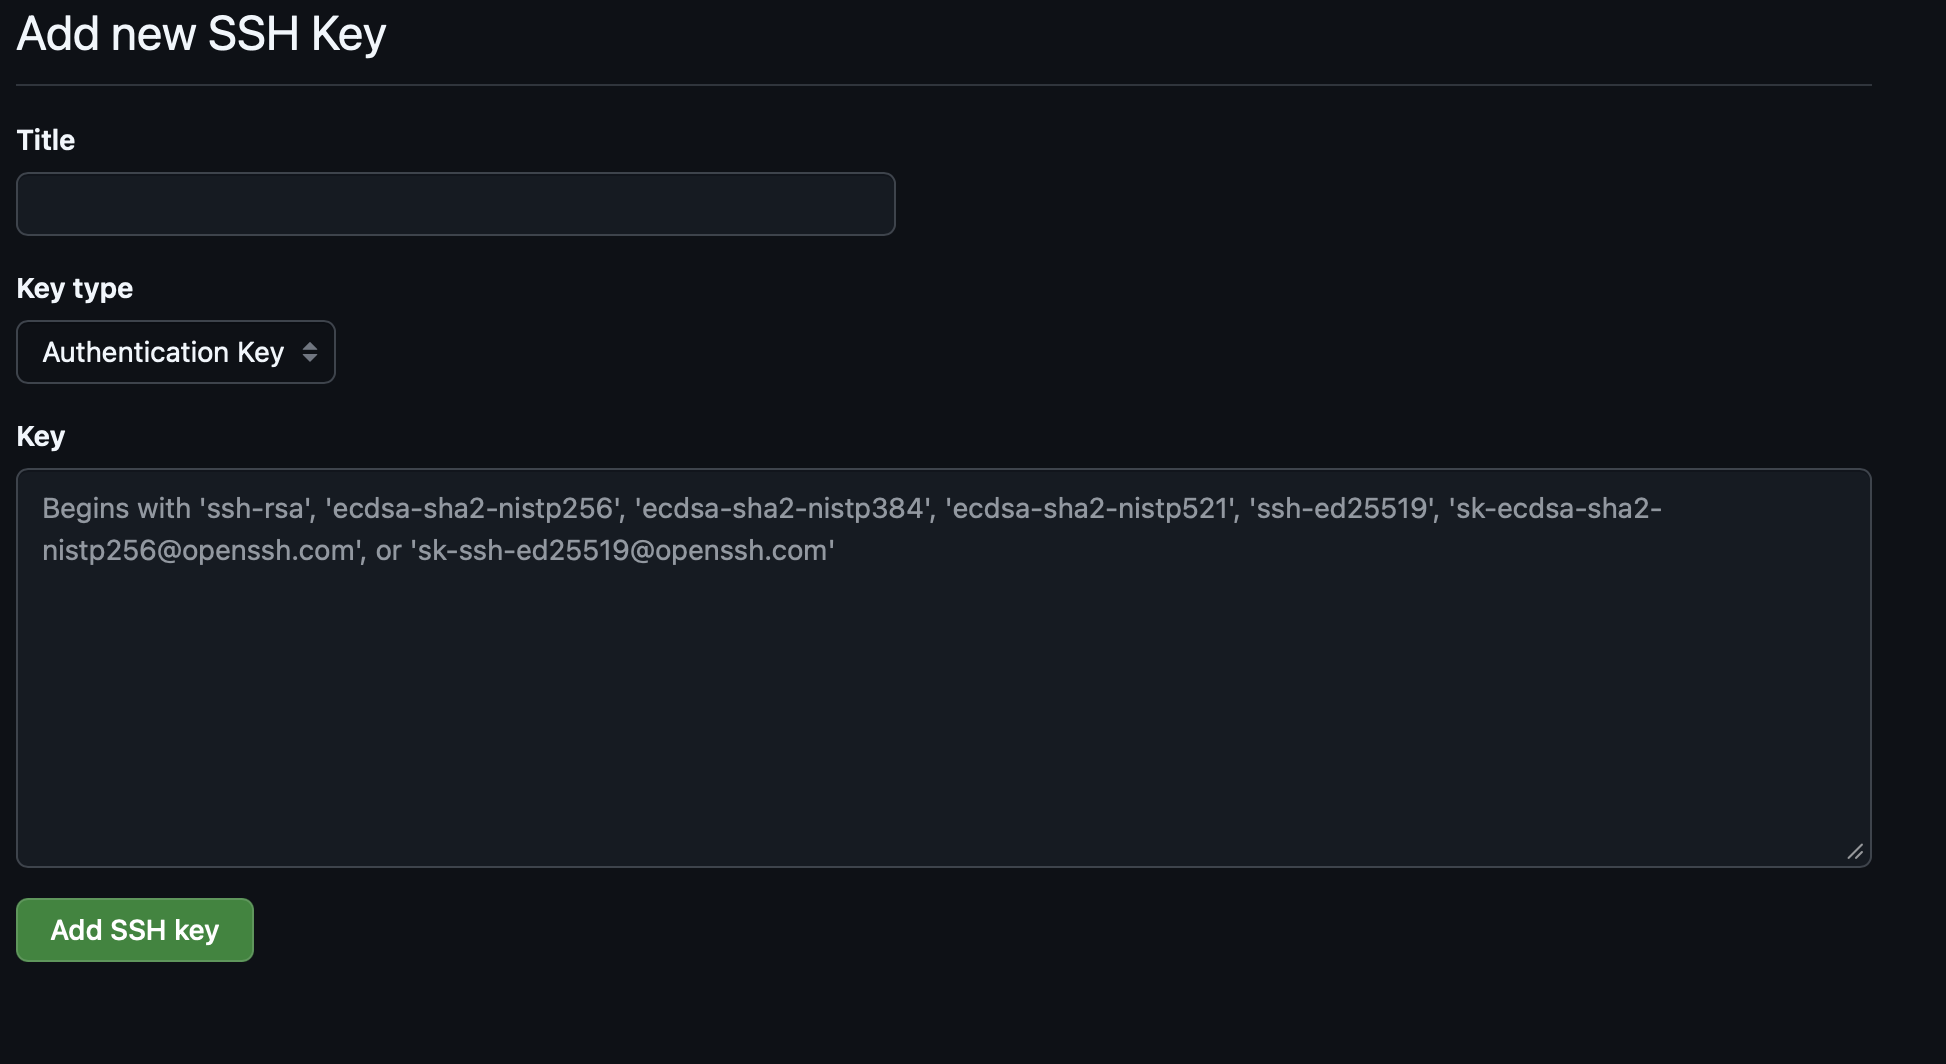 Add new SSH Key
Title
Key type
Authentication Key
Key
Begins with 'ssh-rsa', 'ecdsa-sha2-nistp256', 'ecdsa-sha2-nistp384', 'ecdsa-sha2-nistp521', 'ssh-ed25519', 'sk-ecdsa-sha2-
nistp256@openssh.com', or 'sk-ssh-ed25519@openssh.com'
Add SSH key